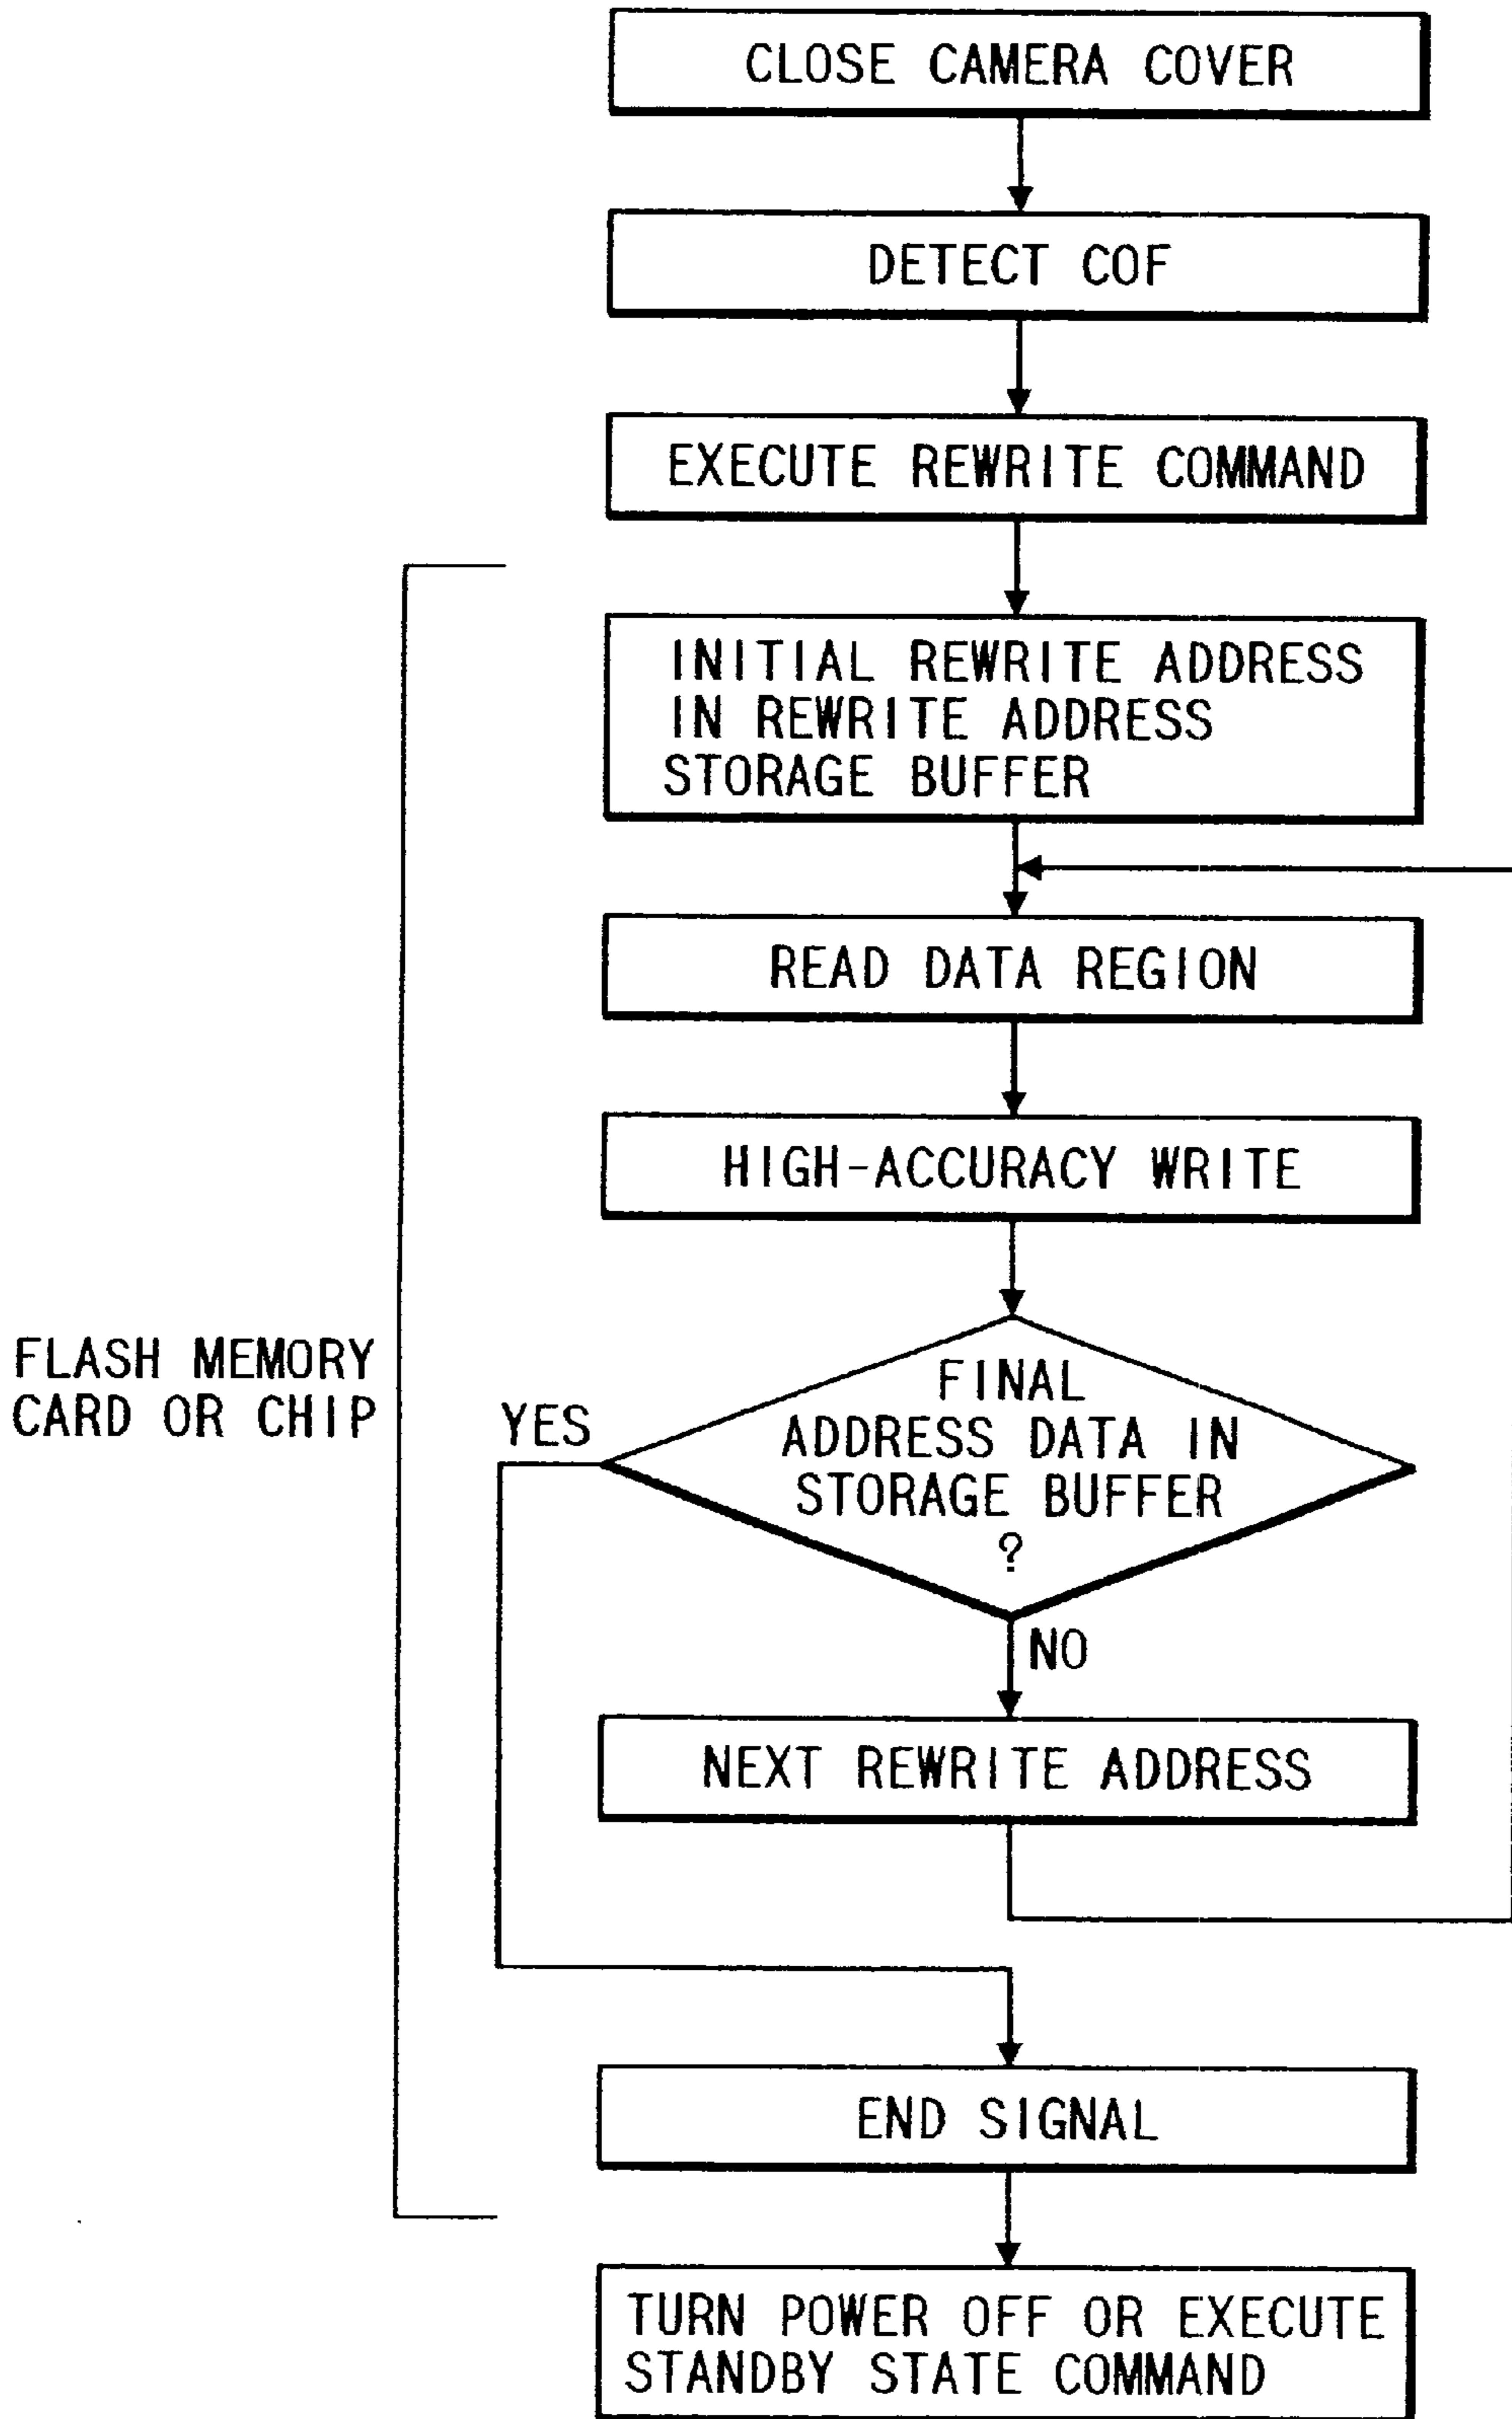 CLOSE CAMERA COVER
DETECT COF
EXECUTE REWRITE COMMAND
INITIAL REWRITE ADDRESS
IN REWRITE ADDRESS
STORAGE BUFFER
READ DATA REGION
HIGH-ACCURACY WRITE
FLASH MEMORY
CARD OR CHIP
YES
FINAL
ADDRESS DATA IN
STORAGE BUFFER
?
NO
NEXT REWRITE ADDRESS
END SIGNAL
TURN POWER OFF OR EXECUTE
STANDBY STATE COMMAND